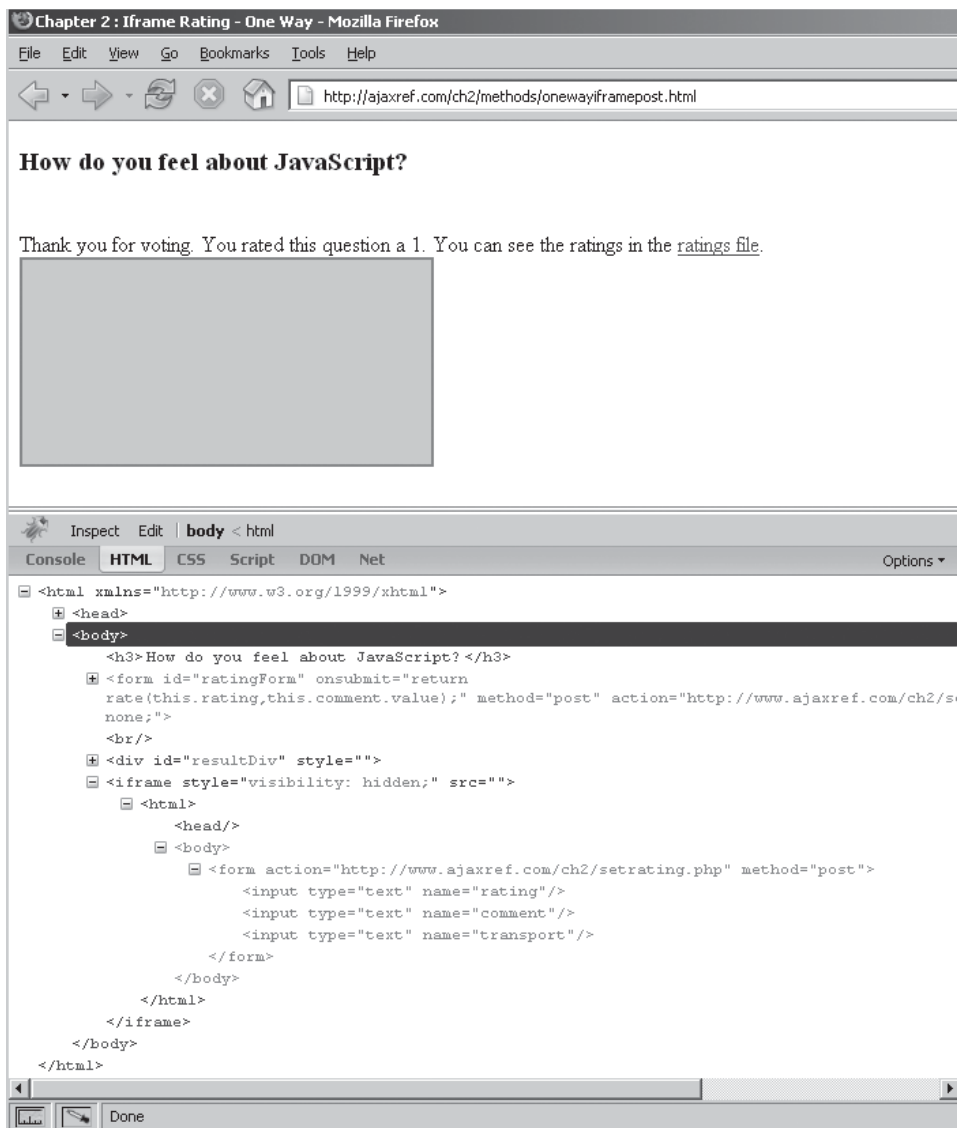 Chapter 2 : Iframe Rating - One Way - Mozilla Firefox
File Edit View Go Bookmarks Tools Help
http://ajaxref.com/ch2/methods/onewayiframepost.html
How do you feel about JavaScript?
Thank you for voting. You rated this question a 1. You can see the ratings in the ratings file.
Inspect Edit | body < html
Console HTML CSS Script DOM Net Options
<html xmlns="http://www.w3.org/1999/xhtml">
<head>
<body>
<h3>How do you feel about JavaScript?</h3>
<form id="ratingForm" onsubmit="return
rate(this.rating,this.comment.value);" method="post" action="http://www.ajaxref.com/ch2/s
none;">
<br/>
<div id="resultDiv" style="">
<iframe style="visibility: hidden;" src="">
<html>
<head/>
<body>
<form action="http://www.ajaxref.com/ch2/setrating.php" method="post">
<input type="text" name="rating"/>
<input type="text" name="comment"/>
<input type="text" name="transport"/>
</form>
</body>
</html>
</iframe>
</body>
</html>
Done